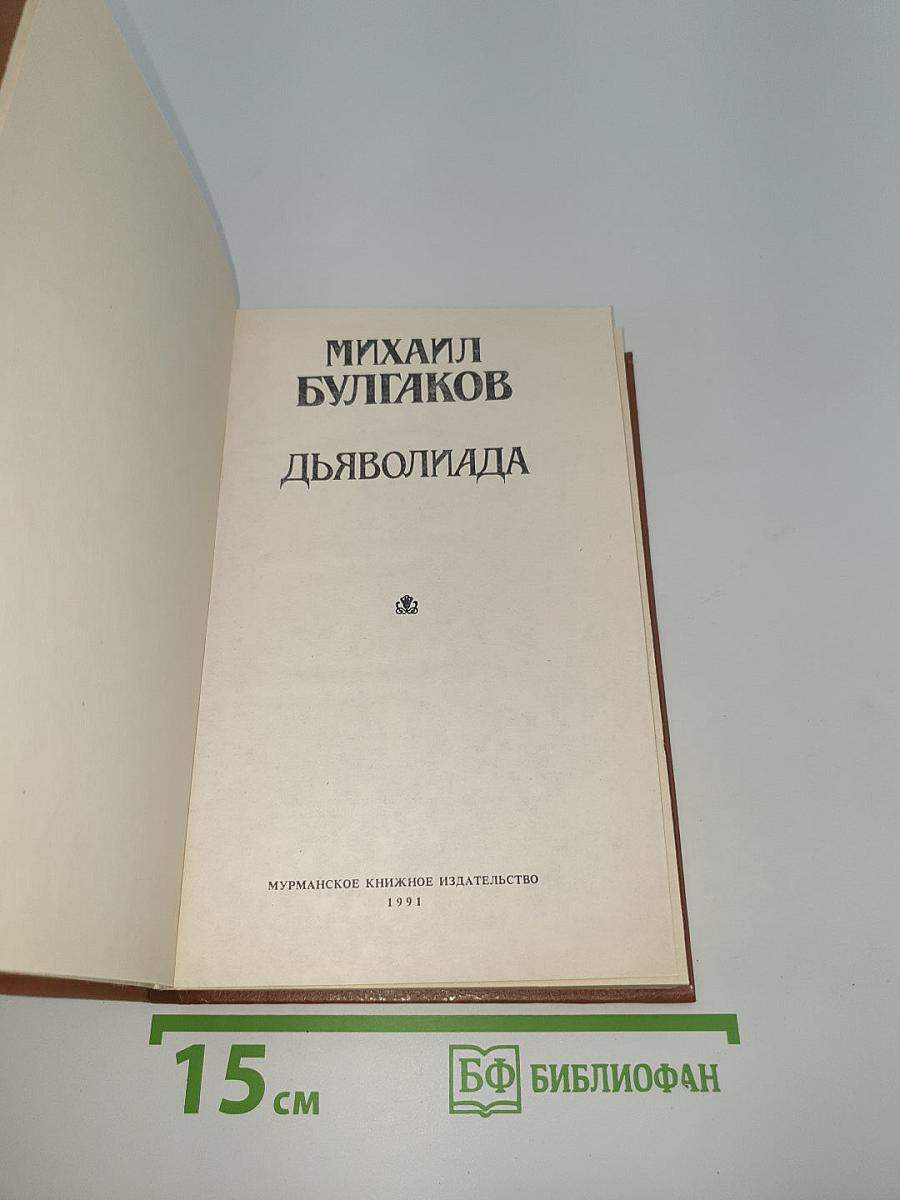 МИХАИЛ
БУЛГАКОВ
ДЬЯВОЛИАДА
МУРМАНСКОЕ КНИЖНОЕ ИЗДАТЕЛЬСТВО
1991
15 см
БФ БИБЛИОФАН